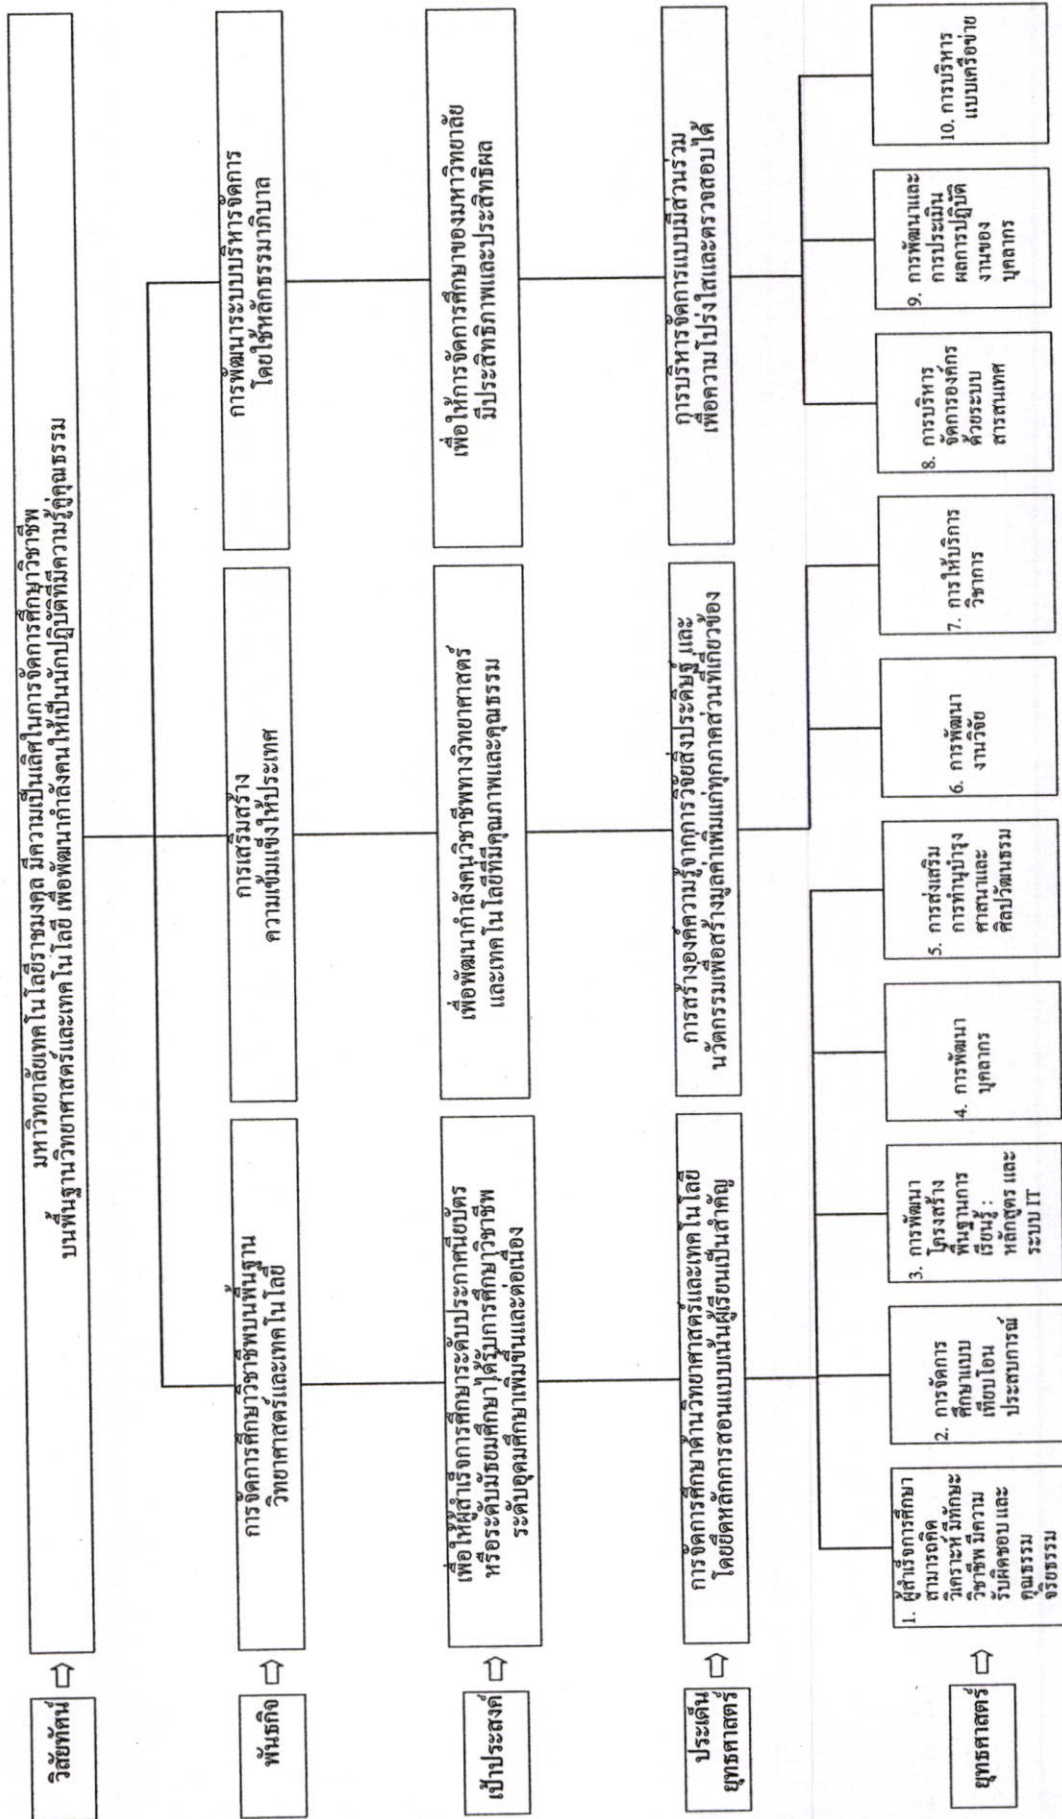 วิสัยทัศน์
มหาวิทยาลัยเทคโนโลยีราชมงคล มีความเป็นเลิศในการจัดการศึกษาวิชาชีพ
บนพื้นฐานวิทยาศาสตร์และเทคโนโลยี เพื่อพัฒนากำลังคนให้เป็นนักปฏิบัติที่มีความรู้คู่คุณธรรม
พันธกิจ
การจัดการศึกษาวิชาชีพบนพื้นฐาน
วิทยาศาสตร์และเทคโนโลยี
การเสริมสร้าง
ความเข้มแข็งให้ประเทศ
การพัฒนาระบบบริหารจัดการ
โดยใช้หลักธรรมาภิบาล
เป้าประสงค์
เพื่อให้ผู้สำเร็จการศึกษาระดับประกาศนียบัตร
หรือระดับมัธยมศึกษาได้รับการศึกษาวิชาชีพ
ระดับอุดมศึกษาเพิ่มขึ้นและต่อเนื่อง
เพื่อพัฒนากำลังคนวิชาชีพทางวิทยาศาสตร์
และเทคโนโลยีที่มีคุณภาพและคุณธรรม
เพื่อให้การจัดการศึกษาของมหาวิทยาลัย
มีประสิทธิภาพและประสิทธิผล
ประเด็น
ยุทธศาสตร์
การจัดการศึกษาด้านวิทยาศาสตร์และเทคโนโลยี
โดยยึดหลักการสอนแบบเน้นผู้เรียนเป็นสำคัญ
การสร้างองค์ความรู้จากการวิจัยสิ่งประดิษฐ์ และ
นวัตกรรมเพื่อสร้างมูลค่าเพิ่มแก่ทุกภาคส่วนที่เกี่ยวข้อง
การบริหารจัดการแบบมีส่วนร่วม
เพื่อความโปร่งใสและตรวจสอบได้
ยุทธศาสตร์
1. ผู้สำเร็จการศึกษา
สามารถคิด
วิเคราะห์ มีทักษะ
วิชาชีพ มีความ
รับผิดชอบ และ
คุณธรรม
จริยธรรม
2. การจัดการ
ศึกษาแบบ
เทียบโอน
ประสบการณ์
3. การพัฒนา
โครงสร้าง
พื้นฐานการ
เรียนรู้ :
หลักสูตร และ
ระบบ IT
4. การพัฒนา
บุคลากร
5. การส่งเสริม
การทำนุบำรุง
ศาสนาและ
ศิลปวัฒนธรรม
6. การพัฒนา
งานวิจัย
7. การให้บริการ
วิชาการ
8. การบริหาร
จัดการองค์กร
ด้วยระบบ
สารสนเทศ
9. การพัฒนาและ
การประเมิน
ผลการปฏิบัติ
งานของ
บุคลากร
10. การบริหาร
แบบเครือข่าย